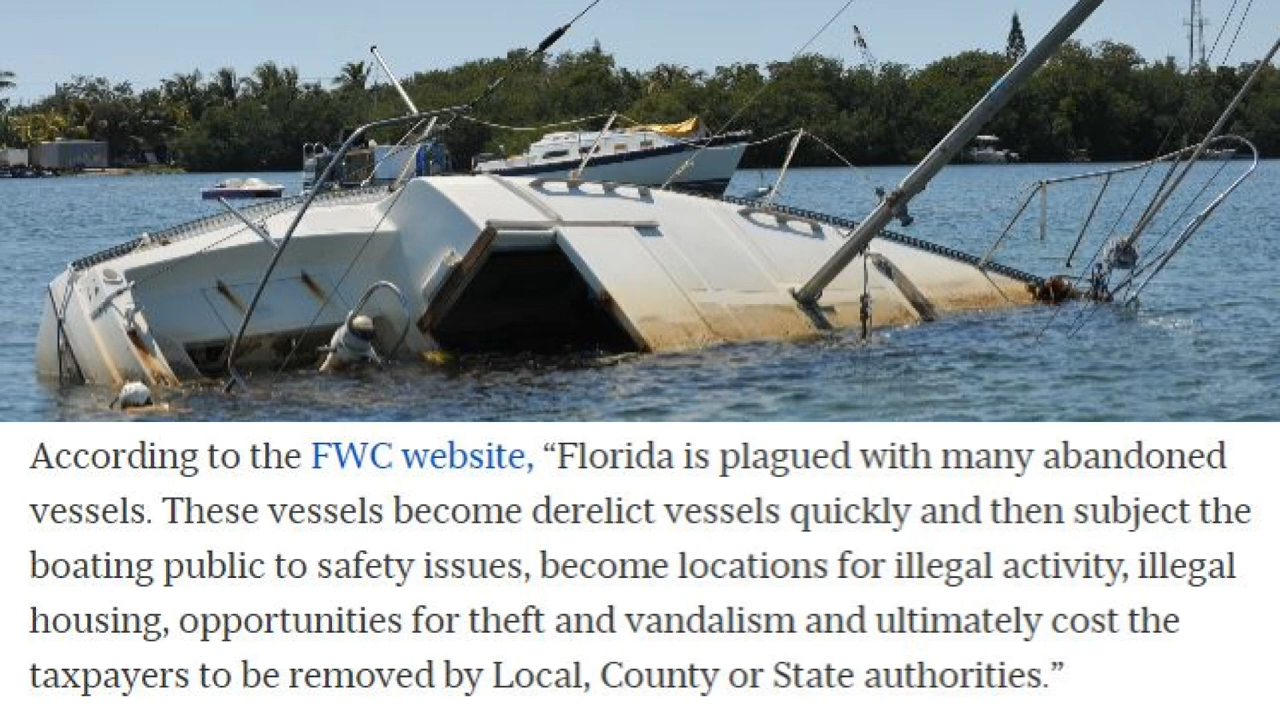 According to the FWC website, “Florida is plagued with many abandoned
vessels. These vessels become derelict vessels quickly and then subject the
boating public to safety issues, become locations for illegal activity, illegal
housing, opportunities for theft and vandalism and ultimately cost the
taxpayers to be removed by Local, County or State authorities.”